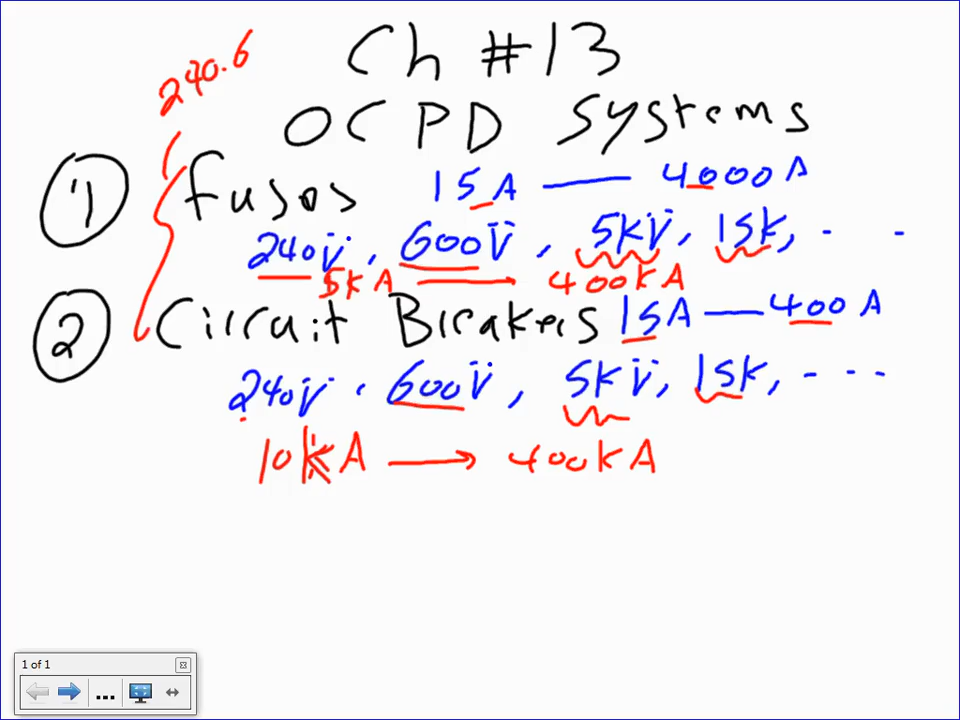 240.6
Ch #13
OCPD Systems
1 Fuses 15A — 4000A
240V, 600V, 5KV, 15K, - -
5KA → 400KA
2 Circuit Breakers 15A — 400A
240V, 600V, 5KV, 15K, - - -
10KA → 400KA
1 of 1
...